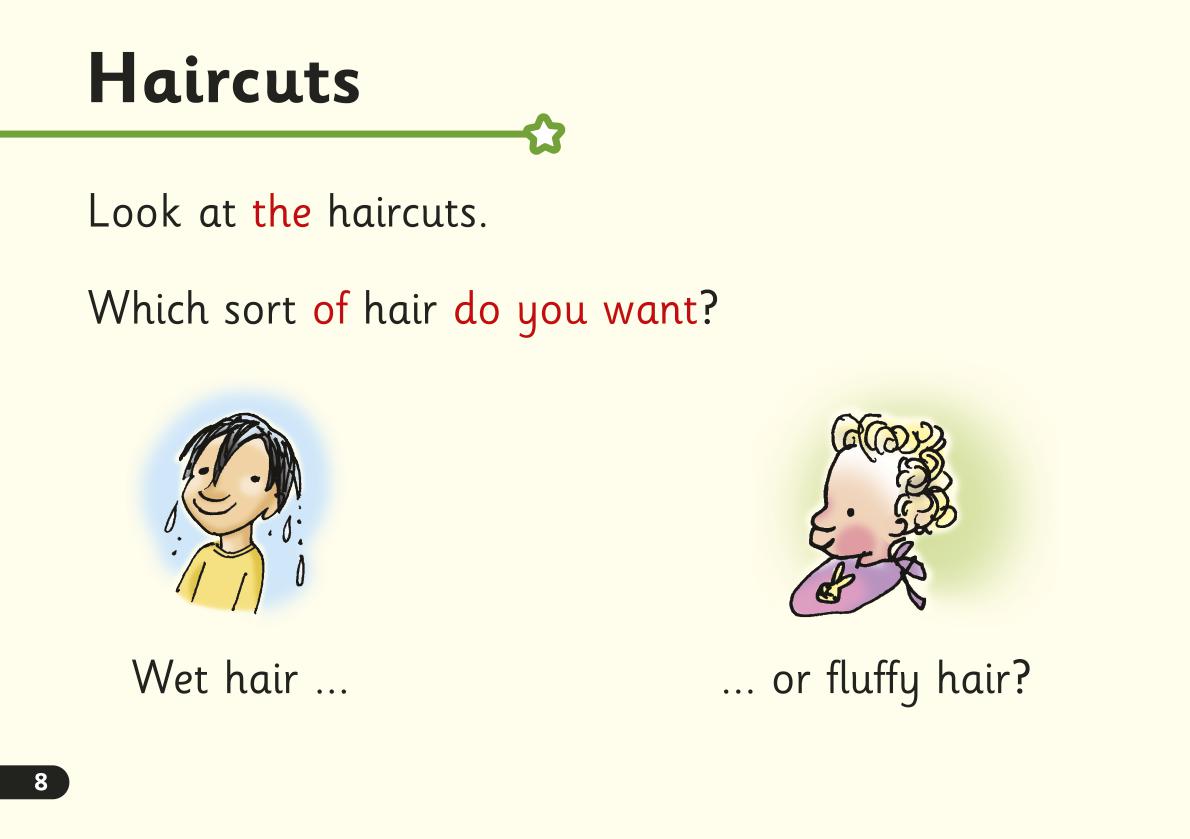 Haircuts
Look at the haircuts.
Which sort of hair do you want?
Wet hair ...
... or fluffy hair?
8